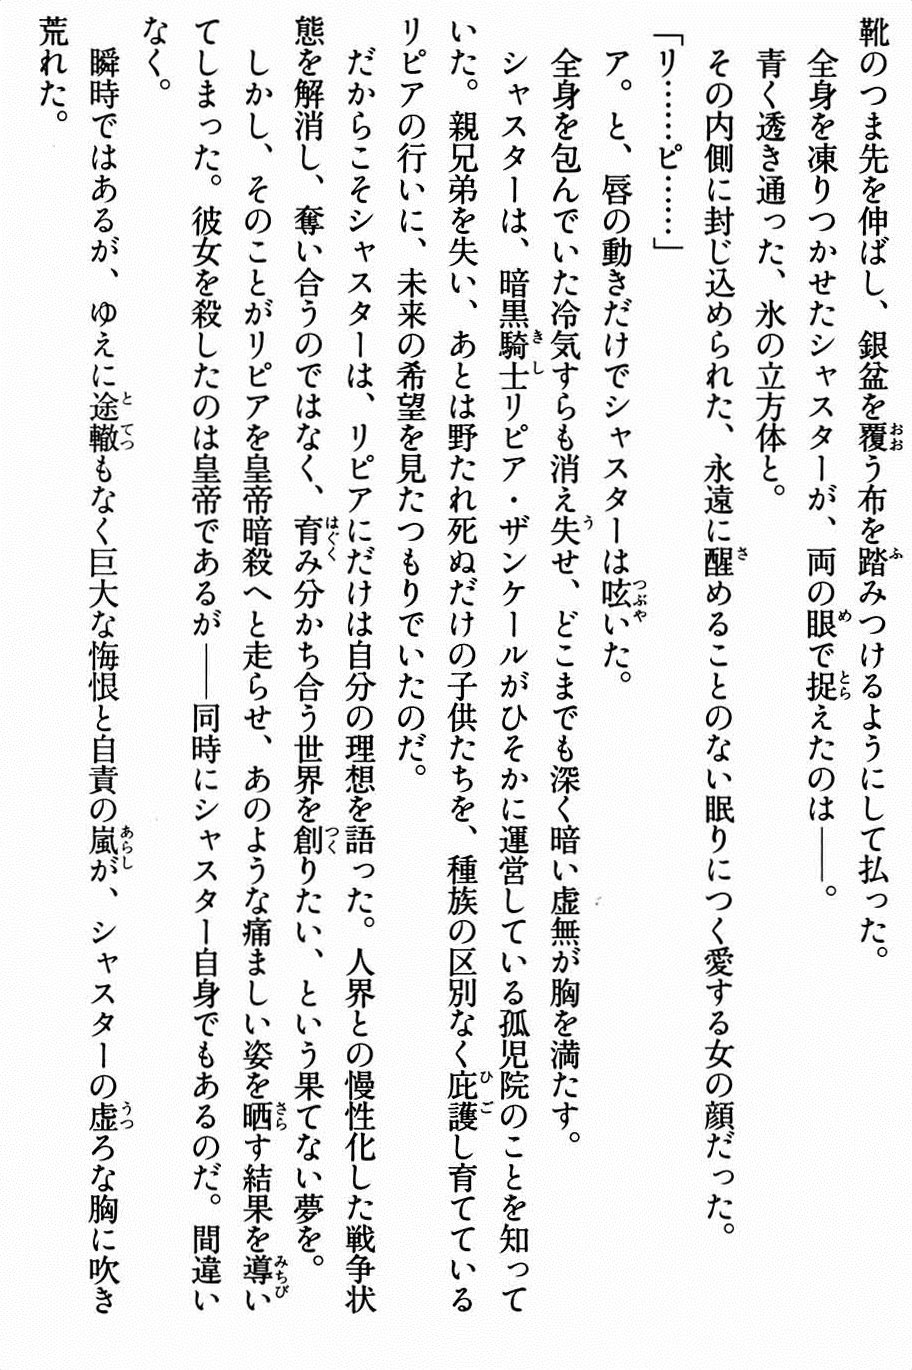 靴のつま先を伸ばし、銀盆を覆う布を踏みつけるようにして払った。
全身を凍りつかせたシャスターが、両の眼で捉えたのは――。
青く透き通った、氷の立方体と。
その内側に封じ込められた、永遠に醒めることのない眠りにつく愛する女の顔だった。
「リ……ピ……」
ア。と、唇の動きだけでシャスターは呟いた。
全身を包んでいた冷気すらも消え失せ、どこまでも深く暗い虚無が胸を満たす。
シャスターは、暗黒騎士リピア・ザンケールがひそかに運営している孤児院のことを知って
いた。親兄弟を失い、あとは野たれ死ぬだけの子供たちを、種族の区別なく庇護し育てている
リピアの行いに、未来の希望を見たつもりでいたのだ。
だからこそシャスターは、リピアにだけは自分の理想を語った。人界との慢性化した戦争状
態を解消し、奪い合うのではなく、育み分かち合う世界を創りたい、という果てない夢を。
しかし、そのことがリピアを皇帝暗殺へと走らせ、あのような痛ましい姿を晒す結果を導い
てしまった。彼女を殺したのは皇帝であるが――同時にシャスター自身でもあるのだ。間違い
なく。
瞬時ではあるが、ゆえに途轍もなく巨大な悔恨と自責の嵐が、シャスターの虚ろな胸に吹き
荒れた。